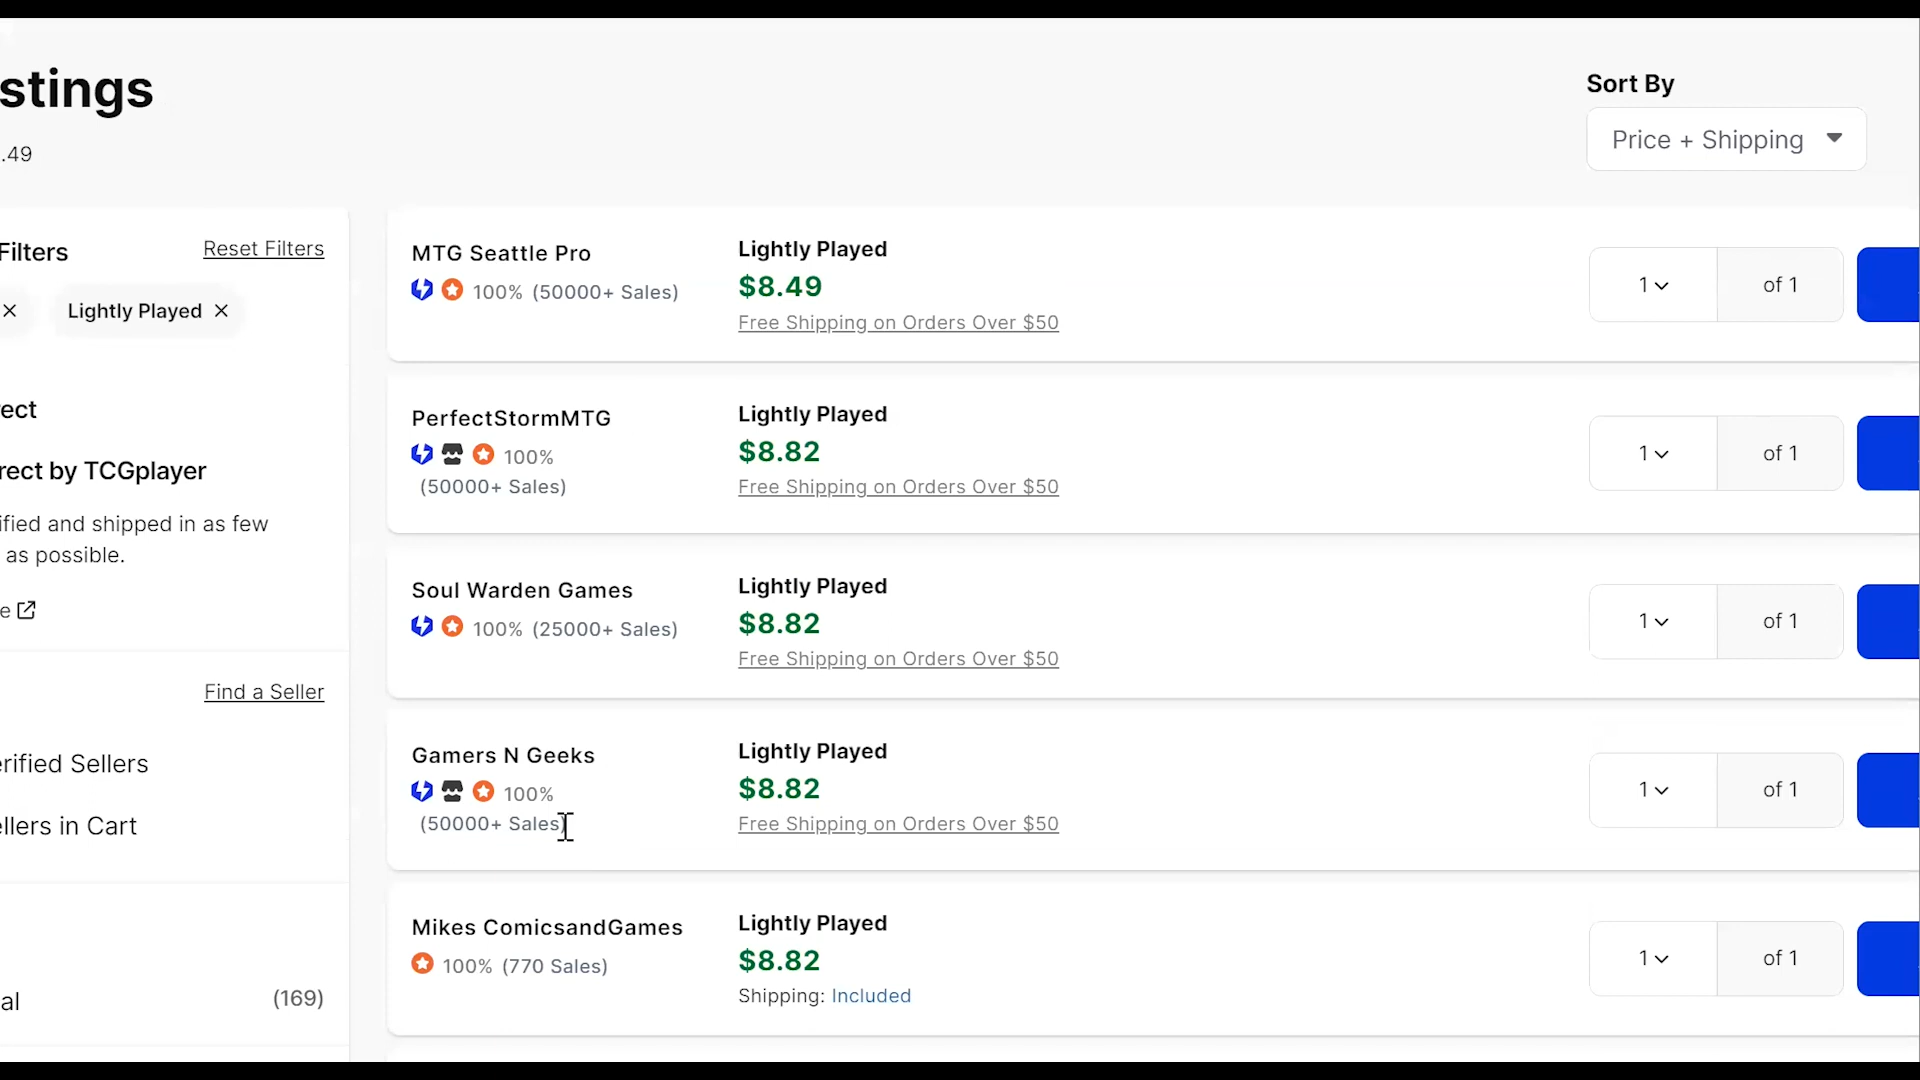 stings
.49
Sort By
Price + Shipping
Filters
Reset Filters
Lightly Played
rect
rect by TCGplayer
ified and shipped in as few
as possible.
e
Find a Seller
erified Sellers
ellers in Cart
al
(169)
MTG Seattle Pro
100% (50000+ Sales)
Lightly Played
$8.49
Free Shipping on Orders Over $50
1
of 1
PerfectStormMTG
100%
(50000+ Sales)
Lightly Played
$8.82
Free Shipping on Orders Over $50
1
of 1
Soul Warden Games
100% (25000+ Sales)
Lightly Played
$8.82
Free Shipping on Orders Over $50
1
of 1
Gamers N Geeks
100%
(50000+ Sales)
Lightly Played
$8.82
Free Shipping on Orders Over $50
1
of 1
Mikes ComicsandGames
100% (770 Sales)
Lightly Played
$8.82
Shipping: Included
1
of 1